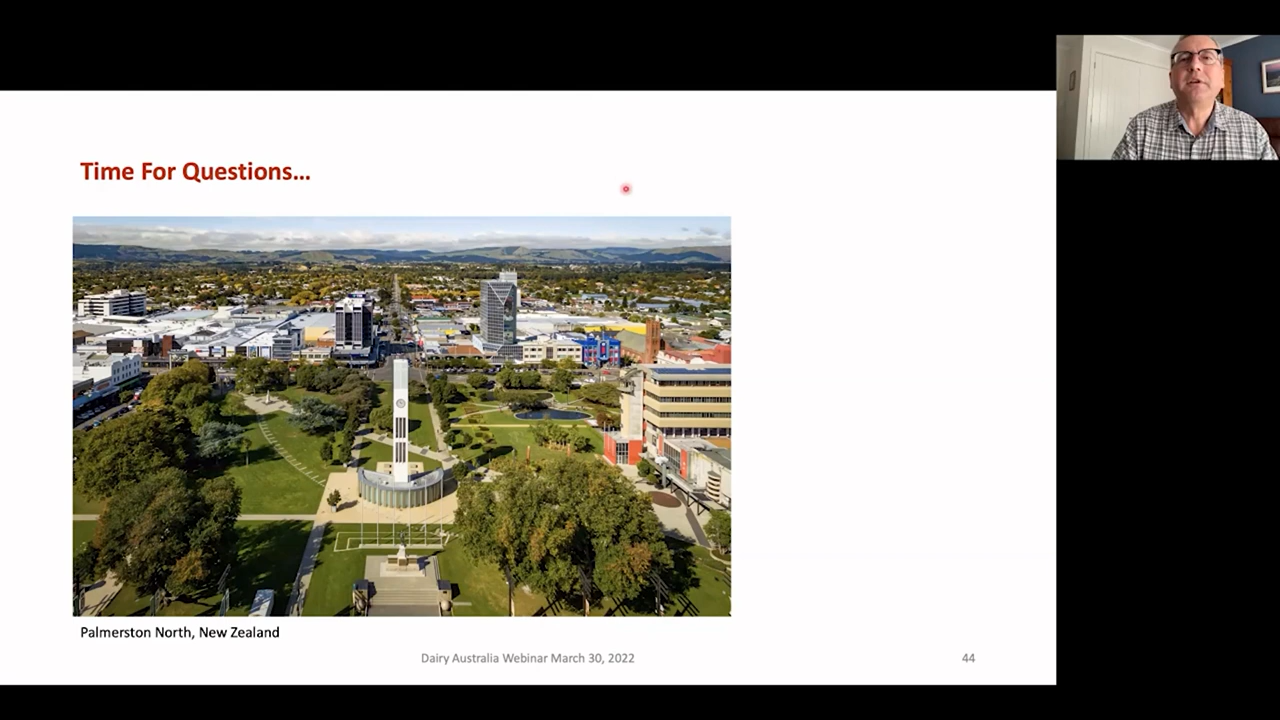 Time For Questions...
Palmerston North, New Zealand
Dairy Australia Webinar March 30, 2022
44